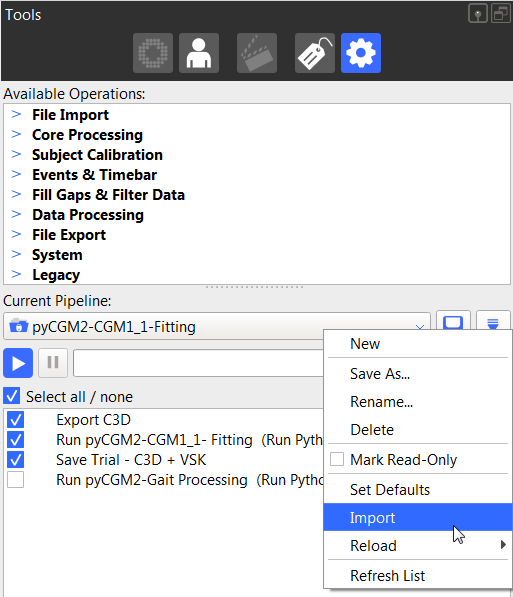 Tools
Available Operations:
> File Import
> Core Processing
> Subject Calibration
> Events & Timebar
> Fill Gaps & Filter Data
> Data Processing
> File Export
> System
> Legacy
Current Pipeline:
pyCGM2-CGM1_1-Fitting
Select all / none
Export C3D
Run pyCGM2-CGM1_1- Fitting (Run Pyth
Save Trial - C3D + VSK
Run pyCGM2-Gait Processing (Run Pytho
New
Save As...
Rename...
Delete
Mark Read-Only
Set Defaults
Import
Reload
Refresh List